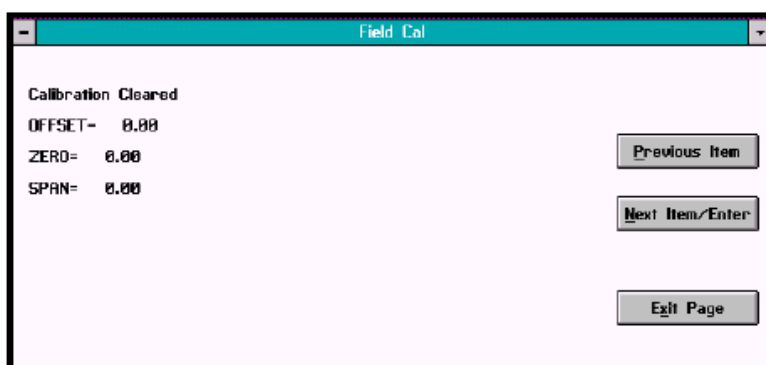 Field Cal
Calibration Cleared
OFFSET- 0.00
ZERO= 0.00
SPAN= 0.00
Previous Item
Next Item/Enter
Exit Page